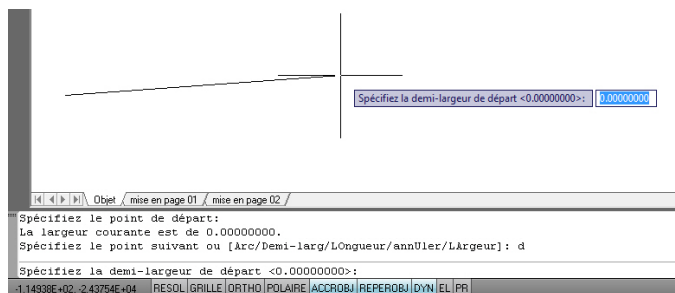 Spécifiez la demi-largeur de départ <0.00000000>: 0.00000000
Objet / mise en page 01 / mise en page 02 /
Spécifiez le point de départ:
La largeur courante est de 0.00000000.
Spécifiez le point suivant ou [Arc/Demi-larg/LOngueur/annUler/LArgeur]: d
Spécifiez la demi-largeur de départ <0.00000000>:
-1.14938E+02, -2.43754E+04 RESOL GRILLE ORTHO POLAIRE ACCROBJ REPEROBJ DYN EL PR